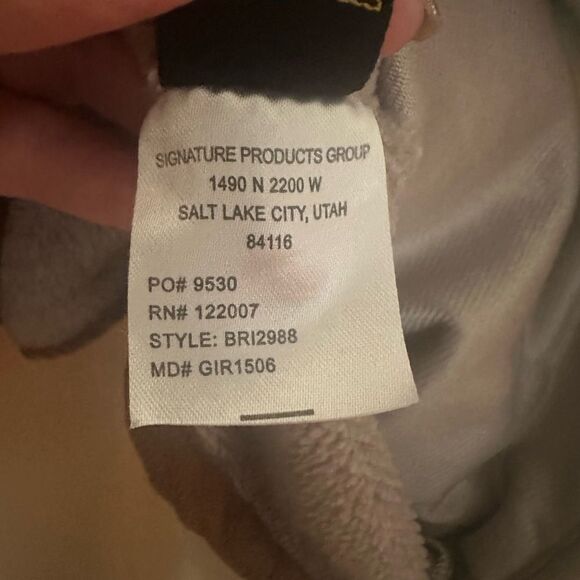 SIGNATURE PRODUCTS GROUP
1490 N 2200 W
SALT LAKE CITY, UTAH
84116
PO# 9530
RN# 122007
STYLE: BRI2988
MD# GIR1506